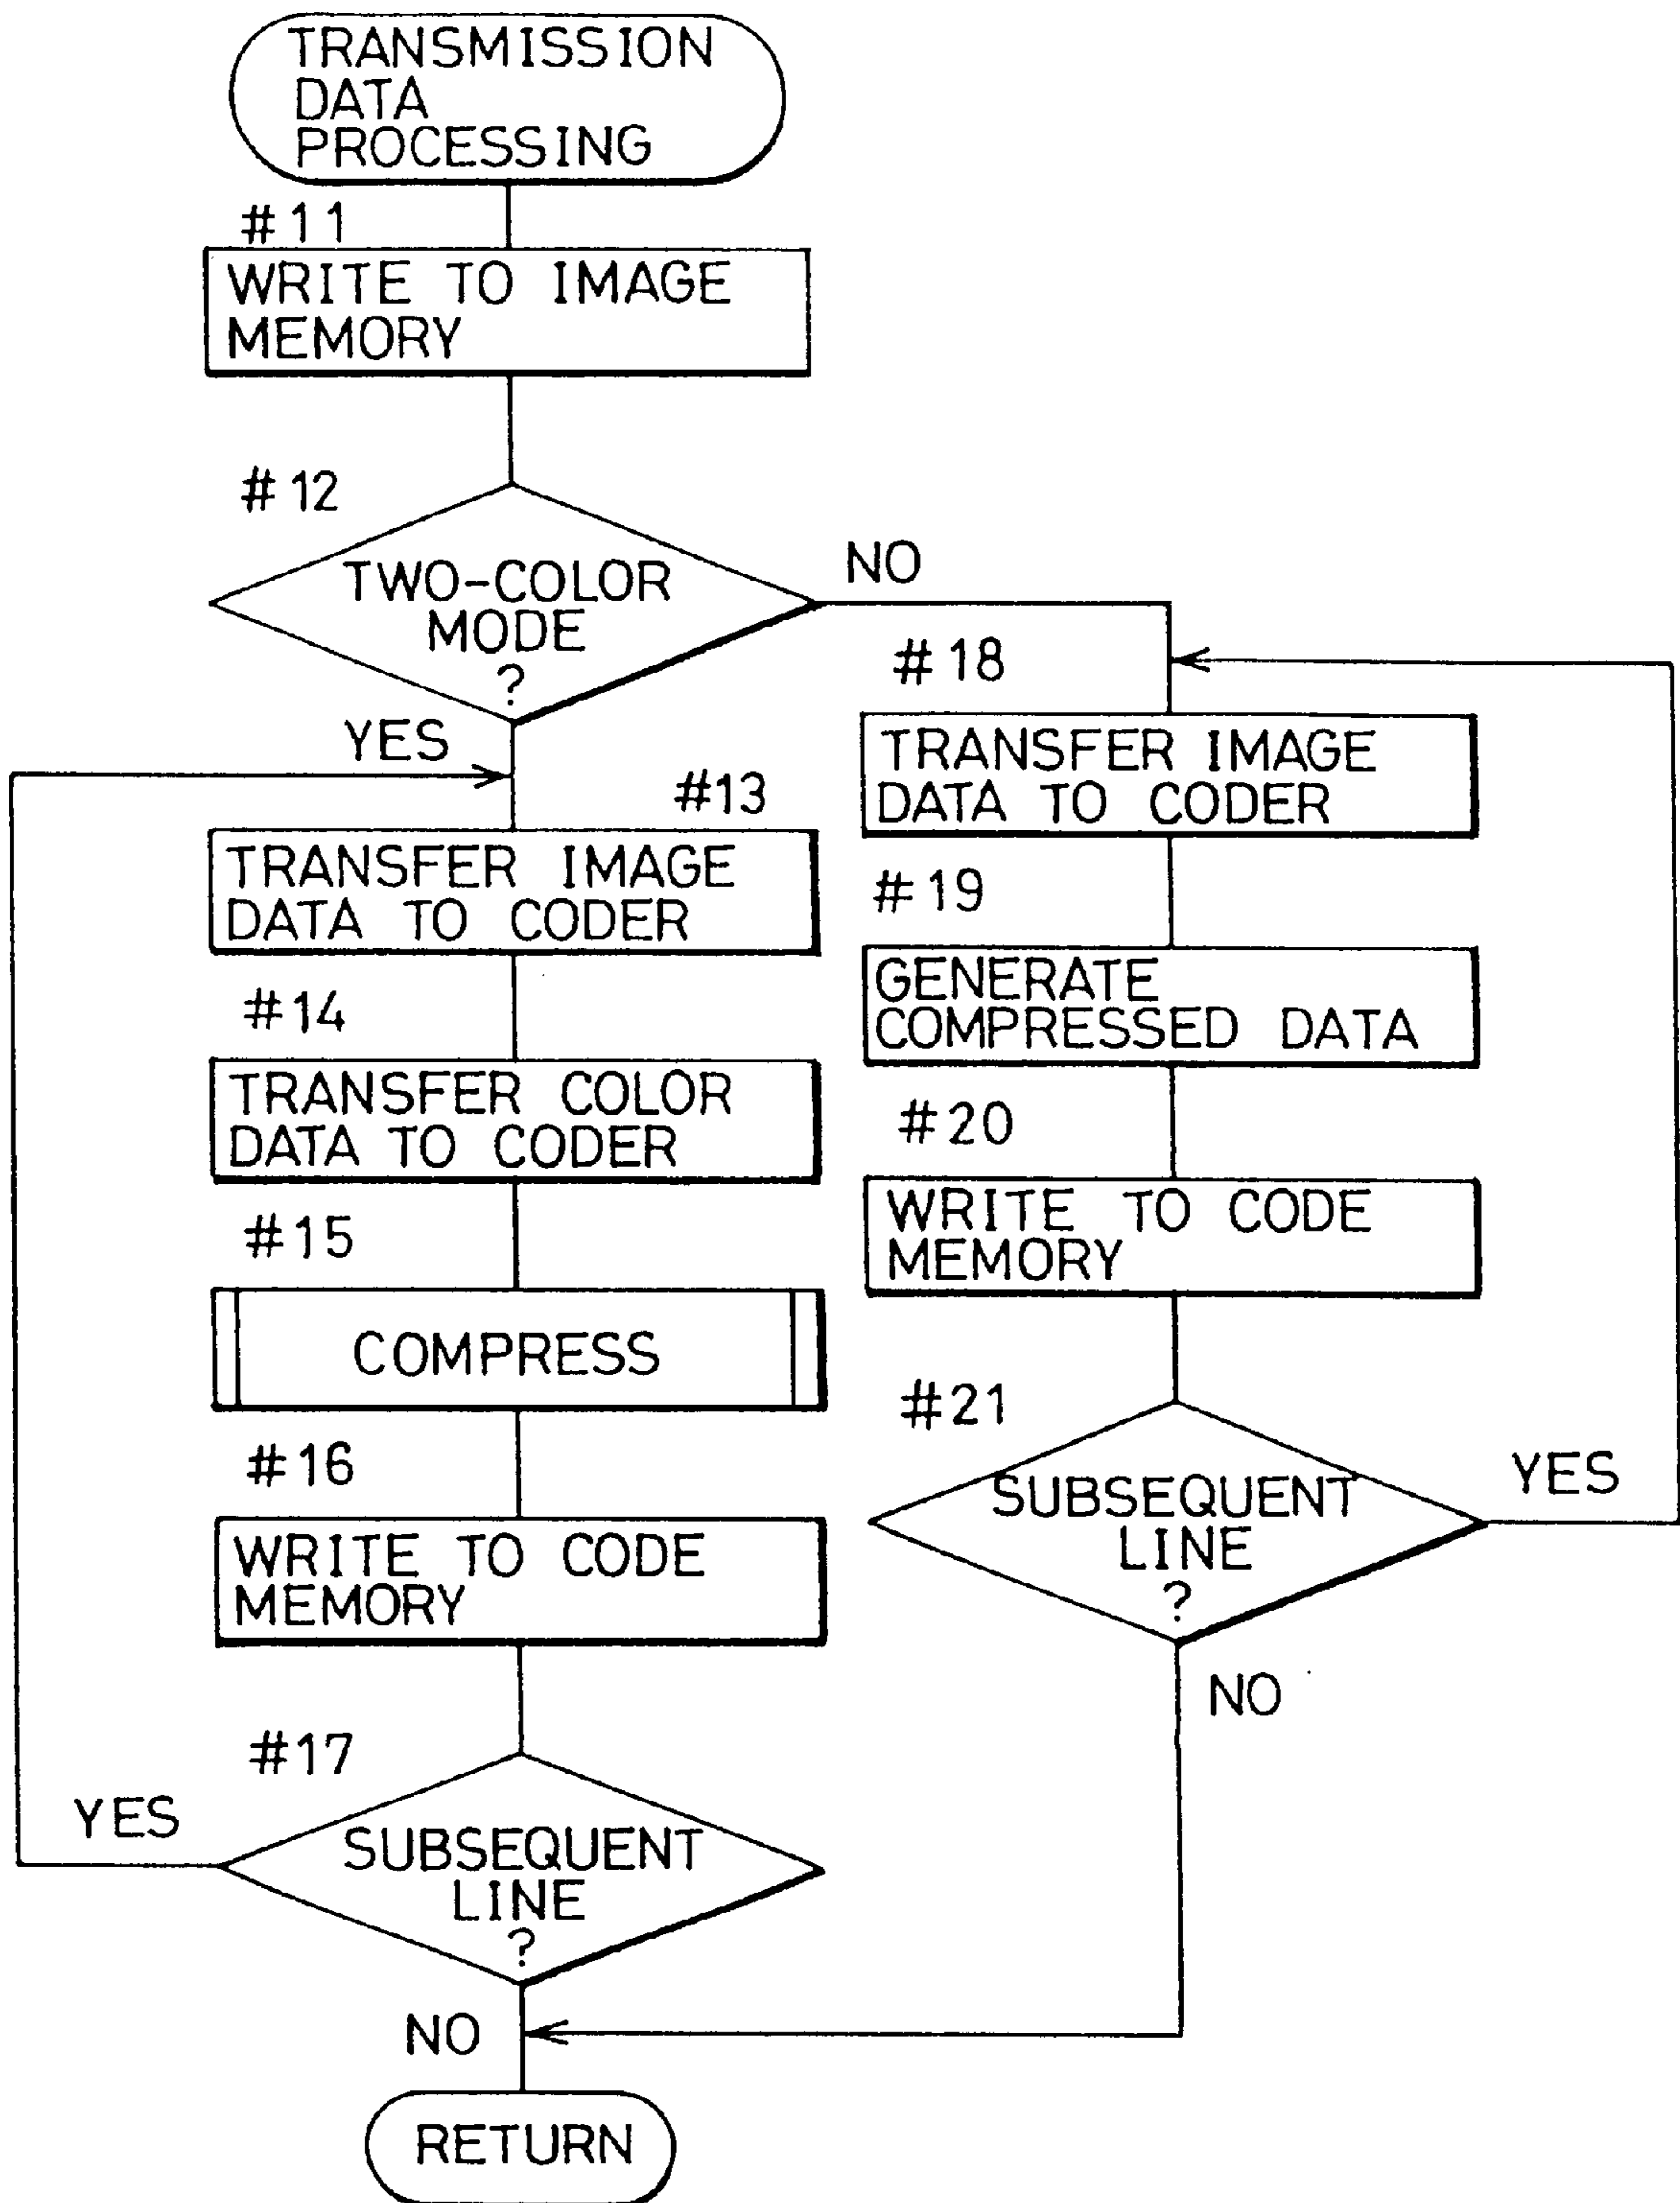 TRANSMISSION
DATA
PROCESSING
#11
WRITE TO IMAGE
MEMORY
#12
TWO-COLOR
MODE
?
NO
YES
#13
TRANSFER IMAGE
DATA TO CODER
#14
TRANSFER COLOR
DATA TO CODER
#15
COMPRESS
#16
WRITE TO CODE
MEMORY
#17
YES
SUBSEQUENT
LINE
?
NO
#18
TRANSFER IMAGE
DATA TO CODER
#19
GENERATE
COMPRESSED DATA
#20
WRITE TO CODE
MEMORY
#21
SUBSEQUENT
LINE
?
YES
NO
RETURN